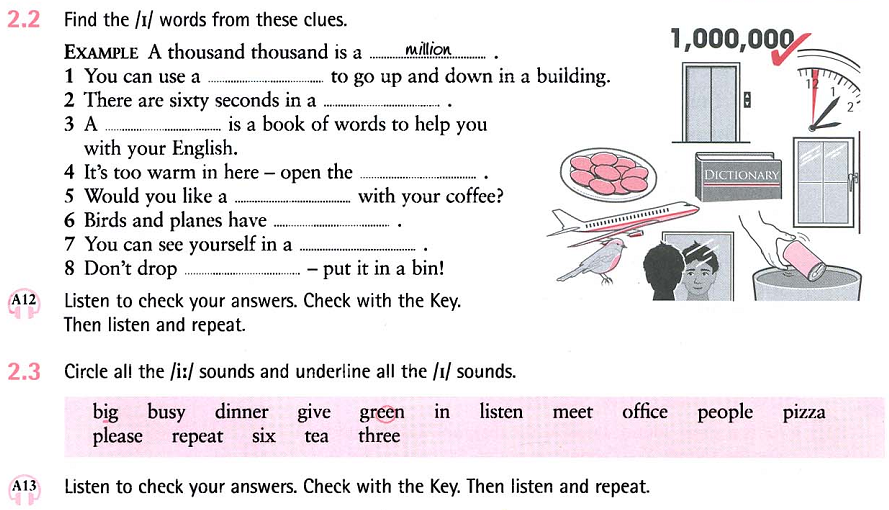 2.2 Find the /ɪ/ words from these clues.
EXAMPLE A thousand thousand is a ......million...... .
1 You can use a .............................. to go up and down in a building.
2 There are sixty seconds in a .............................. .
3 A .............................. is a book of words to help you
with your English.
4 It's too warm in here – open the .............................. .
5 Would you like a .............................. with your coffee?
6 Birds and planes have .............................. .
7 You can see yourself in a .............................. .
8 Don't drop .............................. – put it in a bin!
1,000,000
12 1 2
DICTIONARY
A12 Listen to check your answers. Check with the Key.
Then listen and repeat.
2.3 Circle all the /iː/ sounds and underline all the /ɪ/ sounds.
big busy dinner give green in listen meet office people pizza
please repeat six tea three
A13 Listen to check your answers. Check with the Key. Then listen and repeat.